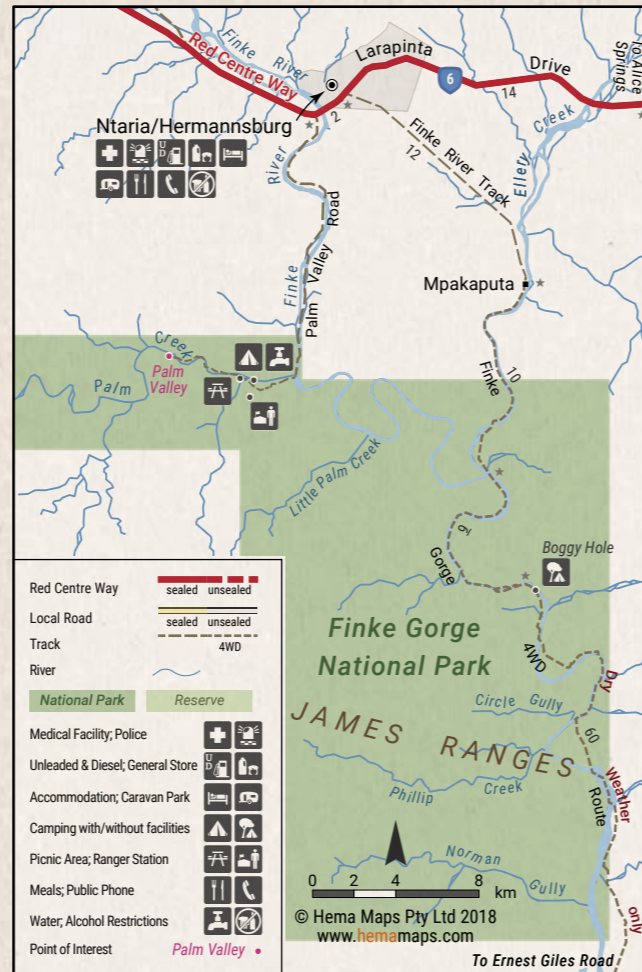 Finke River
Red Centre Way
Larapinta
Drive
6
14
To Alice
Springs
Ntaria/Hermannsburg
2
U
D
River
Finke
Palm Valley Road
Finke River Track
12
Ellery Creek
Mpakaputa
Finke
10
Creek
Palm
Valley
Palm
Little Palm Creek
9
Gorge
Boggy Hole
4WD
Finke Gorge
National Park
Dry
Circle Gully
JAMES RANGES
60
Phillip Creek
Weather
Route
Norman
Gully
only
0 2 4 8 km
© Hema Maps Pty Ltd 2018
www.hemamaps.com
To Ernest Giles Road
Red Centre Way
sealed unsealed
Local Road
sealed unsealed
Track
4WD
River
National Park Reserve
Medical Facility; Police
Unleaded & Diesel; General Store
U
D
Accommodation; Caravan Park
Camping with/without facilities
Picnic Area; Ranger Station
Meals; Public Phone
Water; Alcohol Restrictions
Point of Interest Palm Valley